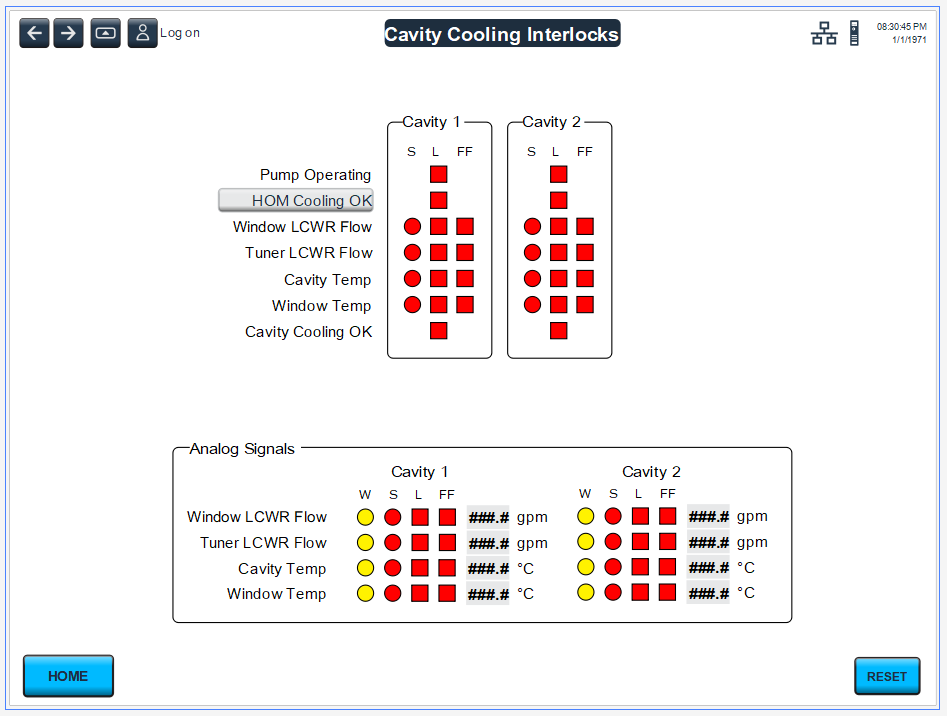 Log on
Cavity Cooling Interlocks
08:30:45 PM
1/1/1971
Cavity 1
Cavity 2
S L FF
S L FF
Pump Operating
HOM Cooling OK
Window LCWR Flow
Tuner LCWR Flow
Cavity Temp
Window Temp
Cavity Cooling OK
Analog Signals
Cavity 1
Cavity 2
W S L FF
W S L FF
Window LCWR Flow ###.# gpm ###.# gpm
Tuner LCWR Flow ###.# gpm ###.# gpm
Cavity Temp ###.# °C ###.# °C
Window Temp ###.# °C ###.# °C
HOME
RESET